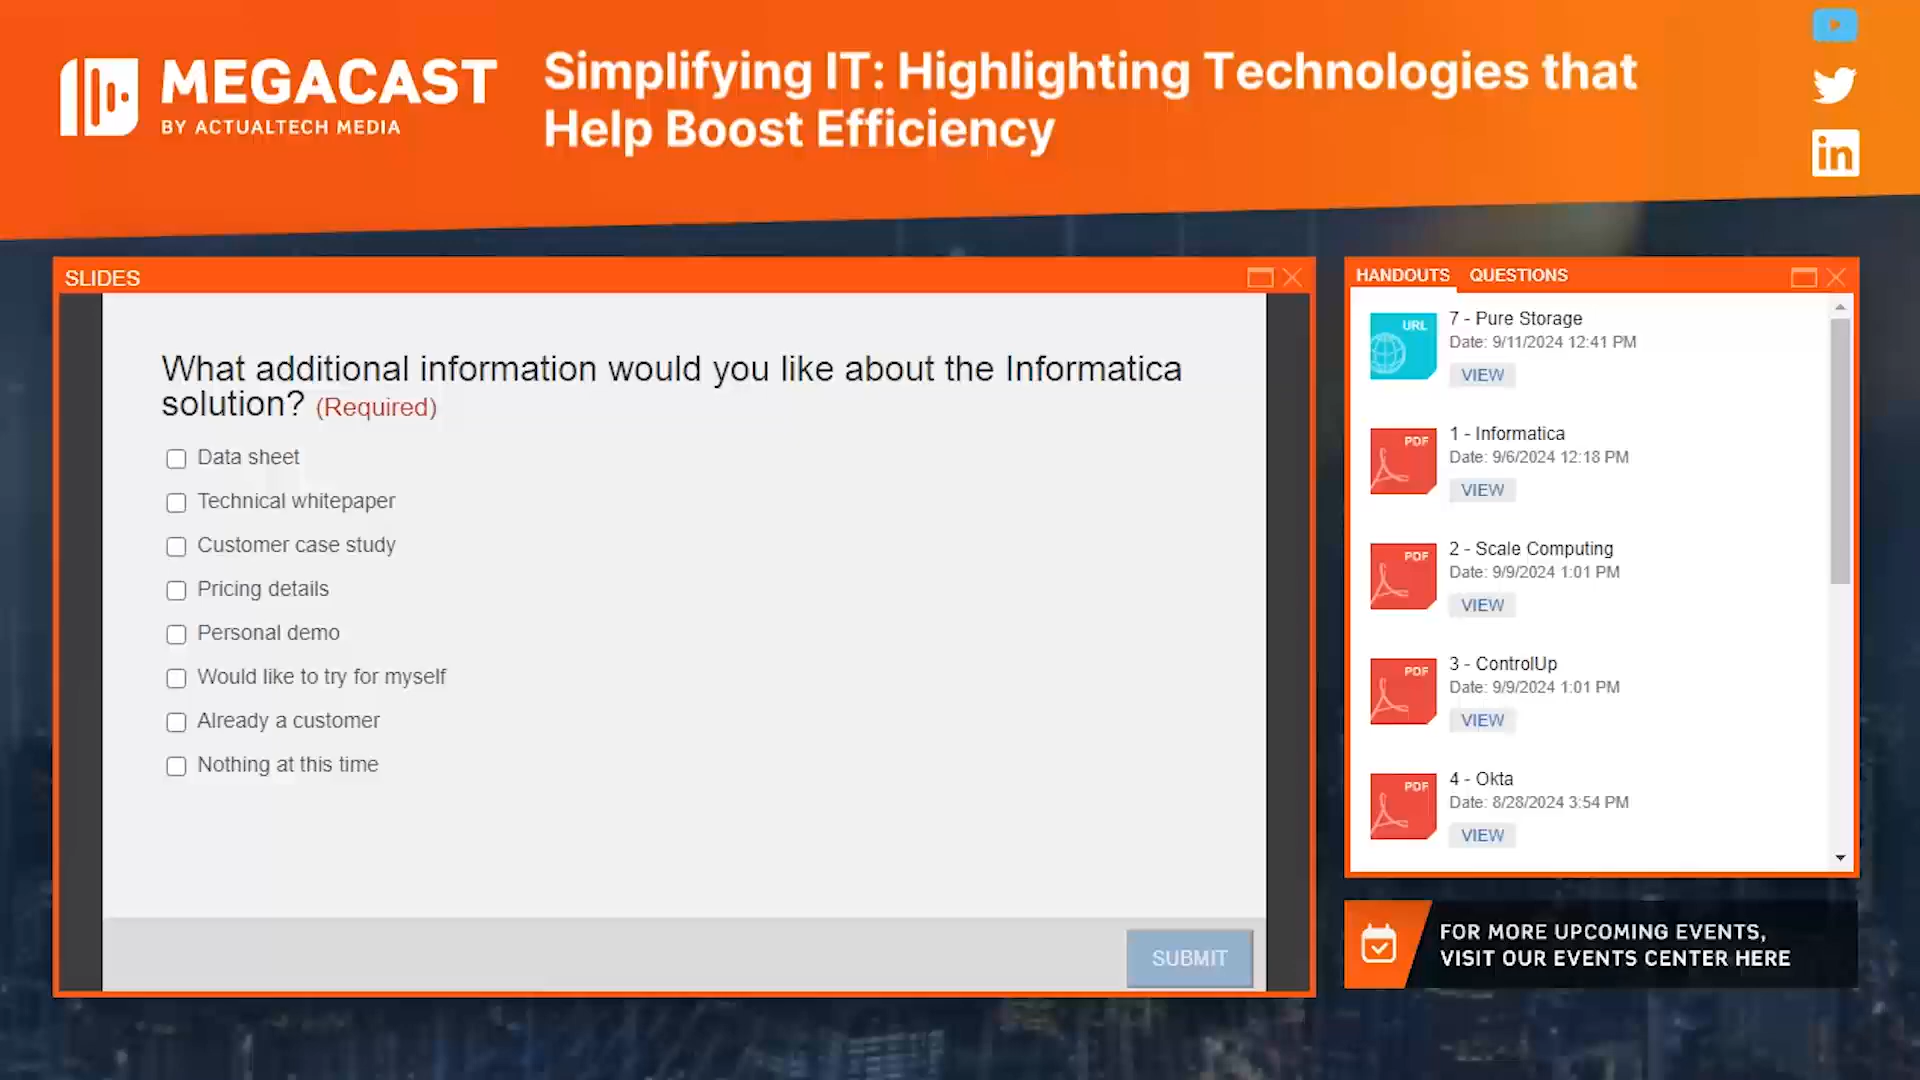 MEGACAST
BY ACTUALTECH MEDIA
Simplifying IT: Highlighting Technologies that
Help Boost Efficiency
in
SLIDES
What additional information would you like about the Informatica
solution? (Required)
Data sheet
Technical whitepaper
Customer case study
Pricing details
Personal demo
Would like to try for myself
Already a customer
Nothing at this time
SUBMIT
HANDOUTS QUESTIONS
URL
7 - Pure Storage
Date: 9/11/2024 12:41 PM
VIEW
PDF
1 - Informatica
Date: 9/6/2024 12:18 PM
VIEW
PDF
2 - Scale Computing
Date: 9/9/2024 1:01 PM
VIEW
PDF
3 - ControlUp
Date: 9/9/2024 1:01 PM
VIEW
PDF
4 - Okta
Date: 8/28/2024 3:54 PM
VIEW
FOR MORE UPCOMING EVENTS,
VISIT OUR EVENTS CENTER HERE